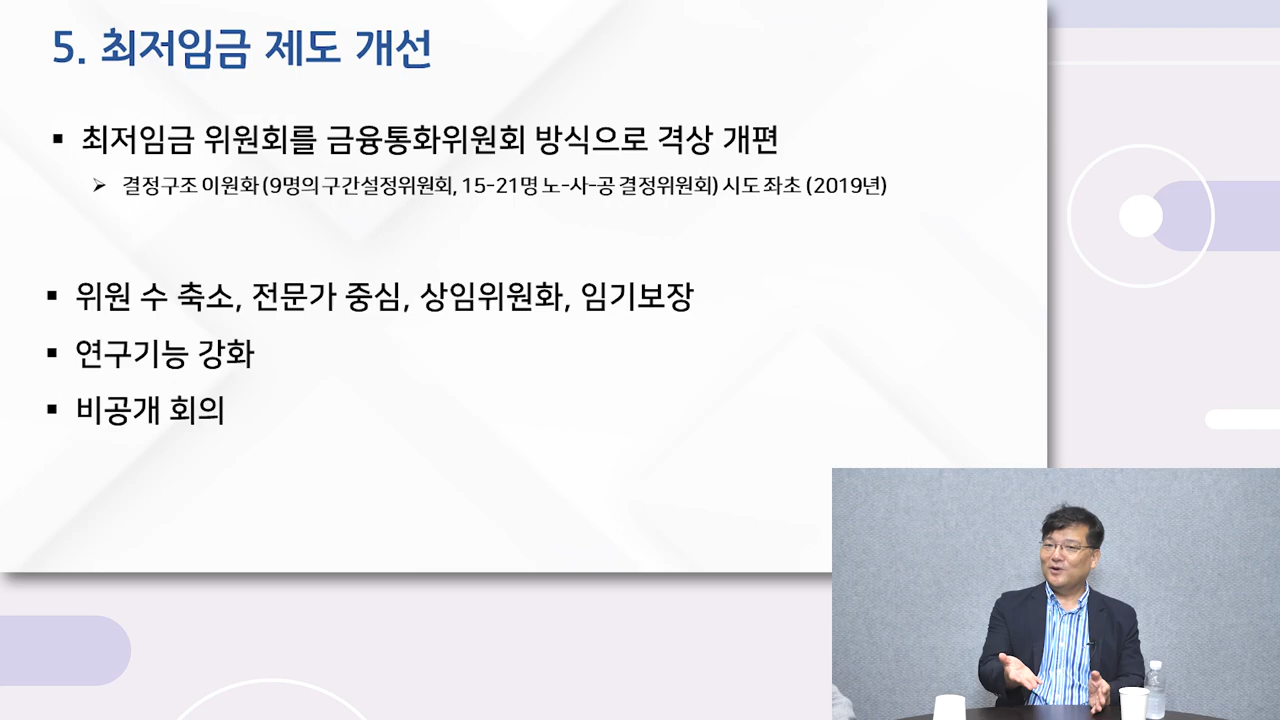 5. 최저임금 제도 개선
▪ 최저임금 위원회를 금융통화위원회 방식으로 격상 개편
➢ 결정구조 이원화 (9명의 구간설정위원회, 15-21명 노-사-공 결정위원회) 시도 좌초 (2019년)
▪ 위원 수 축소, 전문가 중심, 상임위원화, 임기보장
▪ 연구기능 강화
▪ 비공개 회의